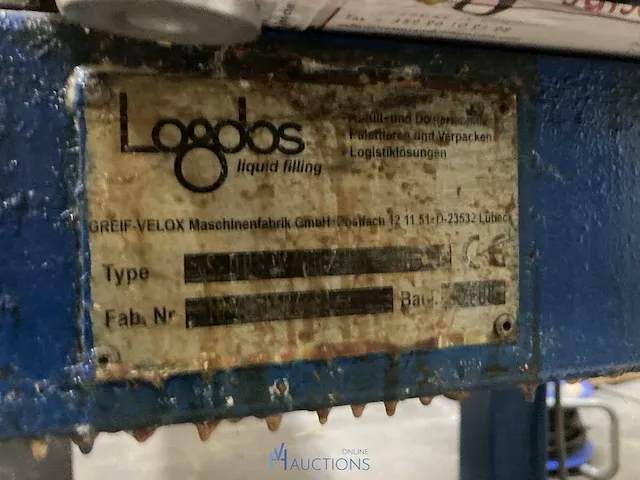 Logdos
liquid filling
Abfüll- und Dosiertechnik
Palettieren und Verpacken
Logistiklösungen
GREIF-VELOX Maschinenfabrik GmbH·Postfach 12 11 51·D-23532 Lübeck
Type
CE
Fab. Nr
Bauj.
ONLINE
AUCTIONS